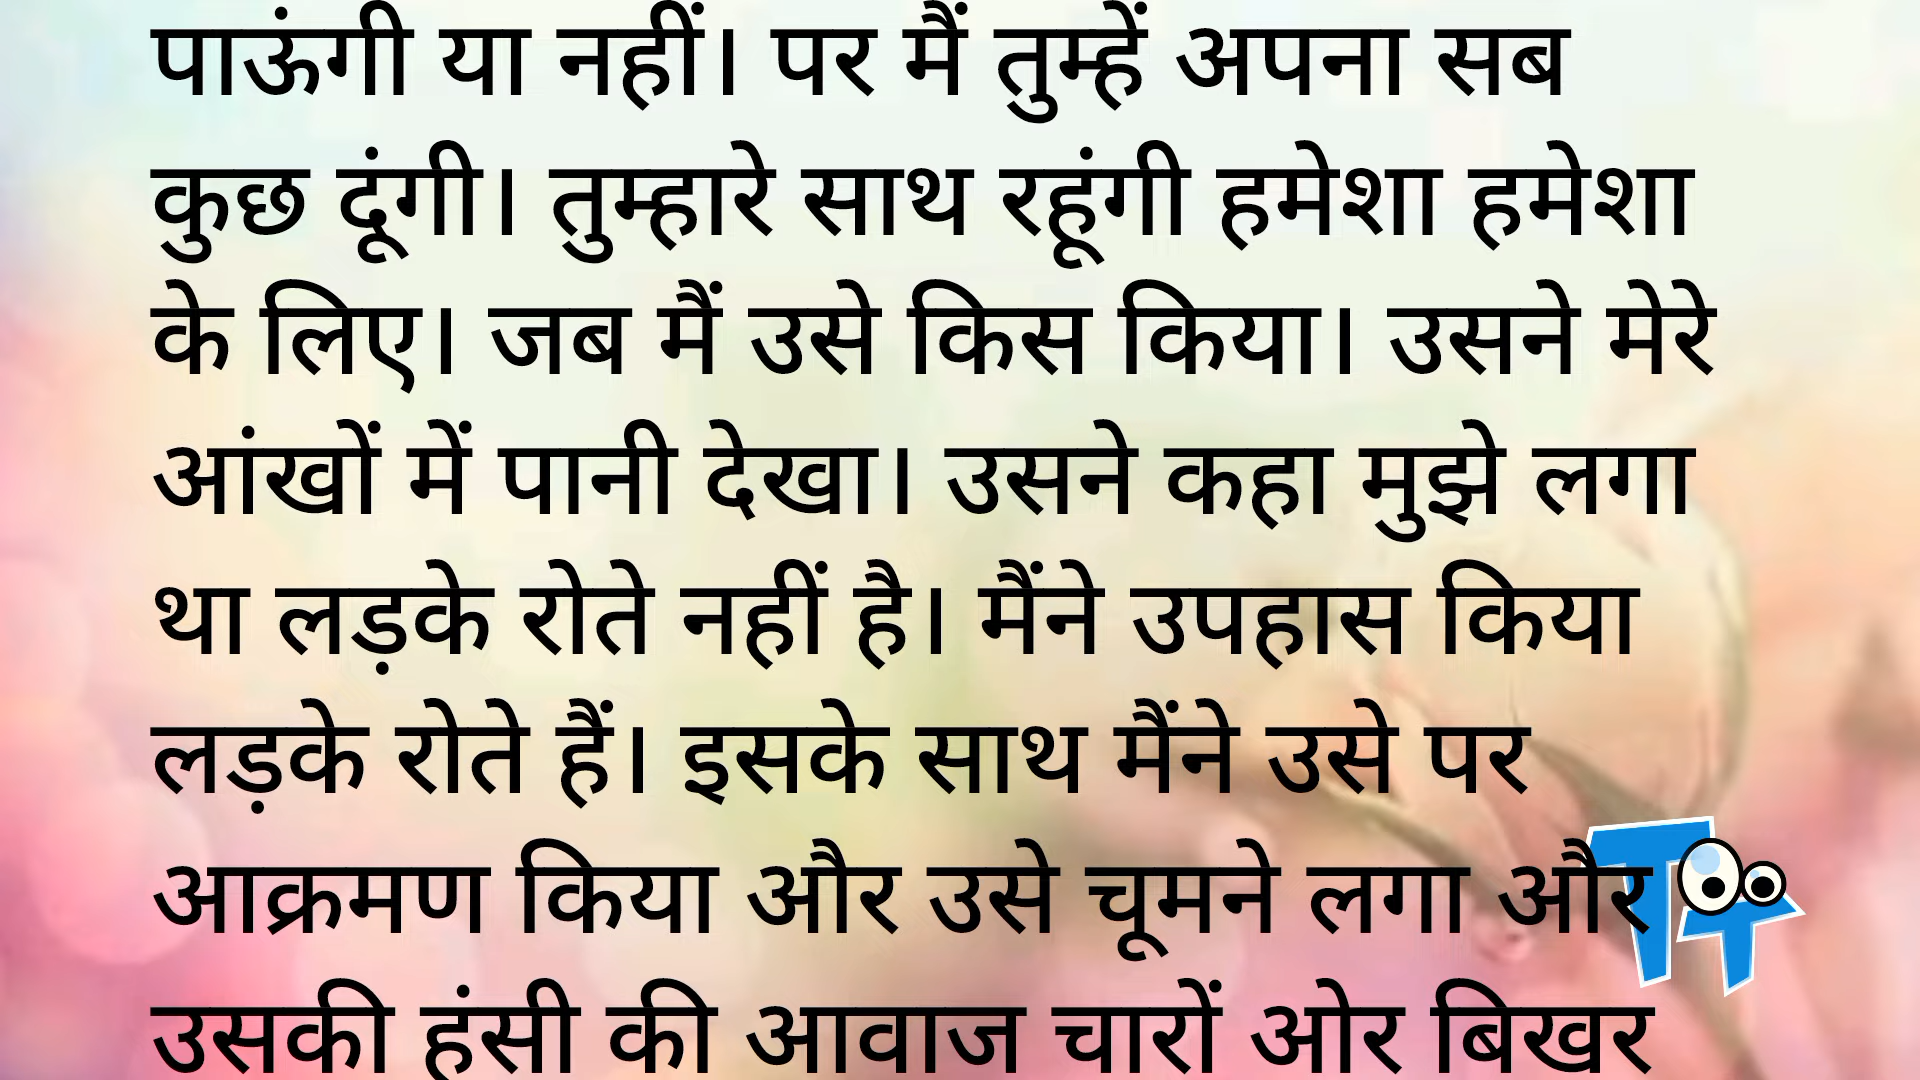 पाऊंगी या नहीं। पर मैं तुम्हें अपना सब
कुछ दूंगी। तुम्हारे साथ रहूंगी हमेशा हमेशा
के लिए। जब मैं उसे किस किया। उसने मेरे
आंखों में पानी देखा। उसने कहा मुझे लगा
था लड़के रोते नहीं है। मैंने उपहास किया
लड़के रोते हैं। इसके साथ मैंने उसे पर
आक्रमण किया और उसे चूमने लगा और
उसकी हंसी की आवाज चारों ओर बिखर